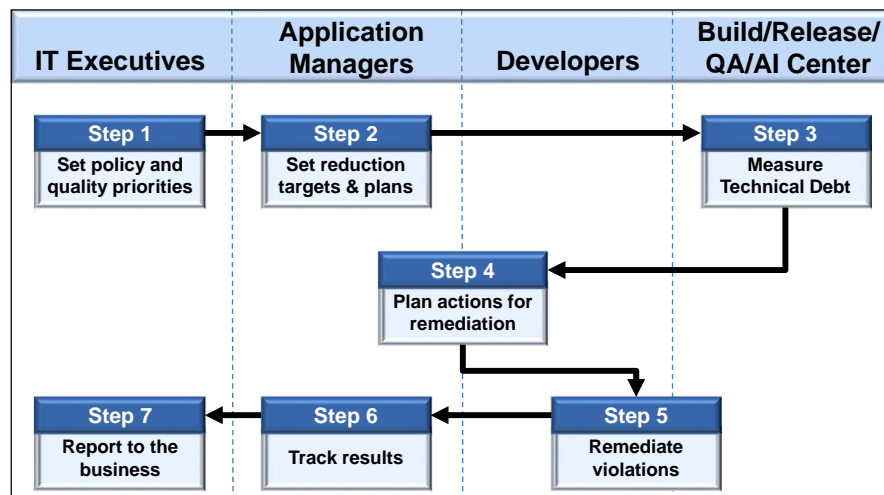 IT Executives
Application
Managers
Developers
Build/Release/
QA/AI Center
Step 1
Set policy and
quality priorities
Step 2
Set reduction
targets & plans
Step 3
Measure
Technical Debt
Step 4
Plan actions for
remediation
Step 7
Report to the
business
Step 6
Track results
Step 5
Remediate
violations